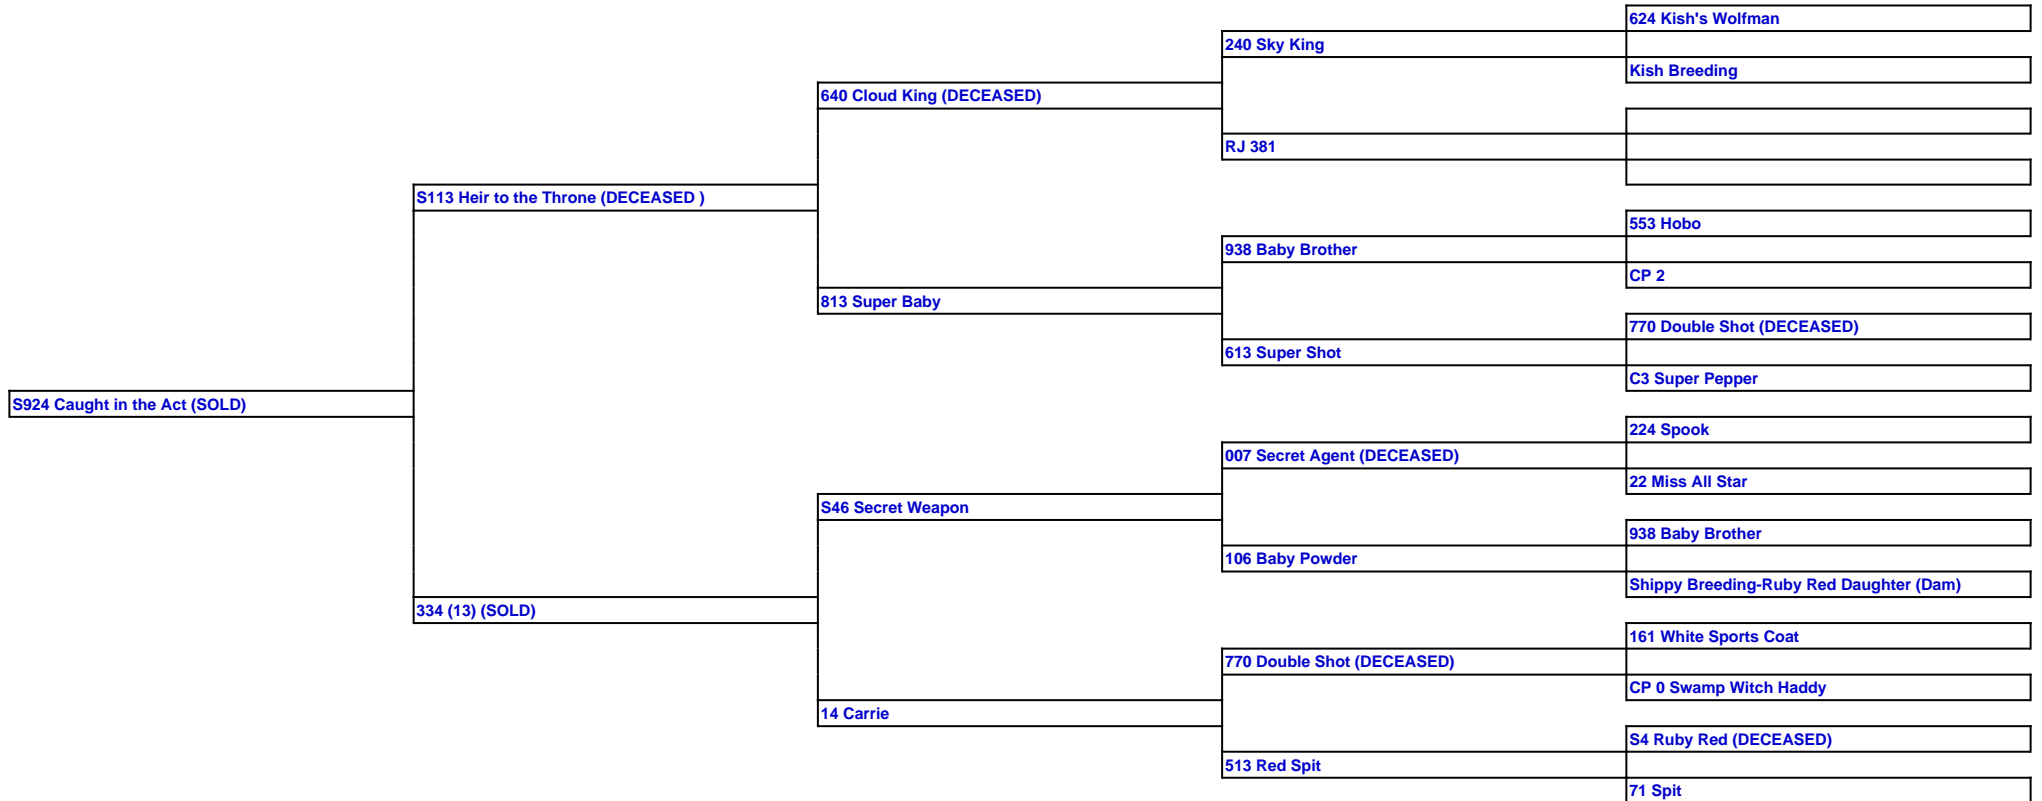 624 Kish's Wolfman
240 Sky King
Kish Breeding
640 Cloud King (DECEASED)
RJ 381
S113 Heir to the Throne (DECEASED )
553 Hobo
938 Baby Brother
CP 2
813 Super Baby
770 Double Shot (DECEASED)
613 Super Shot
C3 Super Pepper
S924 Caught in the Act (SOLD)
224 Spook
007 Secret Agent (DECEASED)
22 Miss All Star
S46 Secret Weapon
938 Baby Brother
106 Baby Powder
Shippy Breeding-Ruby Red Daughter (Dam)
334 (13) (SOLD)
161 White Sports Coat
770 Double Shot (DECEASED)
CP 0 Swamp Witch Haddy
14 Carrie
S4 Ruby Red (DECEASED)
513 Red Spit
71 Spit